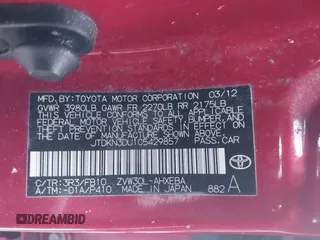 MFD. BY: TOYOTA MOTOR CORPORATION 03/12
GVWR 3980LB GAWR FR 2270LB RR 2175LB
THIS VEHICLE CONFORMS TO ALL APPLICABLE
FEDERAL MOTOR VEHICLE SAFETY, BUMPER, AND
THEFT PREVENTION STANDARDS IN EFFECT ON
THE DATE OF MANUFACTURE SHOWN ABOVE.
JTDKN3DU1C5429857 PASS.CAR
C/TR: 3R3/FB10 ZVW30L-AHXEBA
A/TM: -01A/P410 MADE IN JAPAN 882 A
TOYOTA
DREAMBID